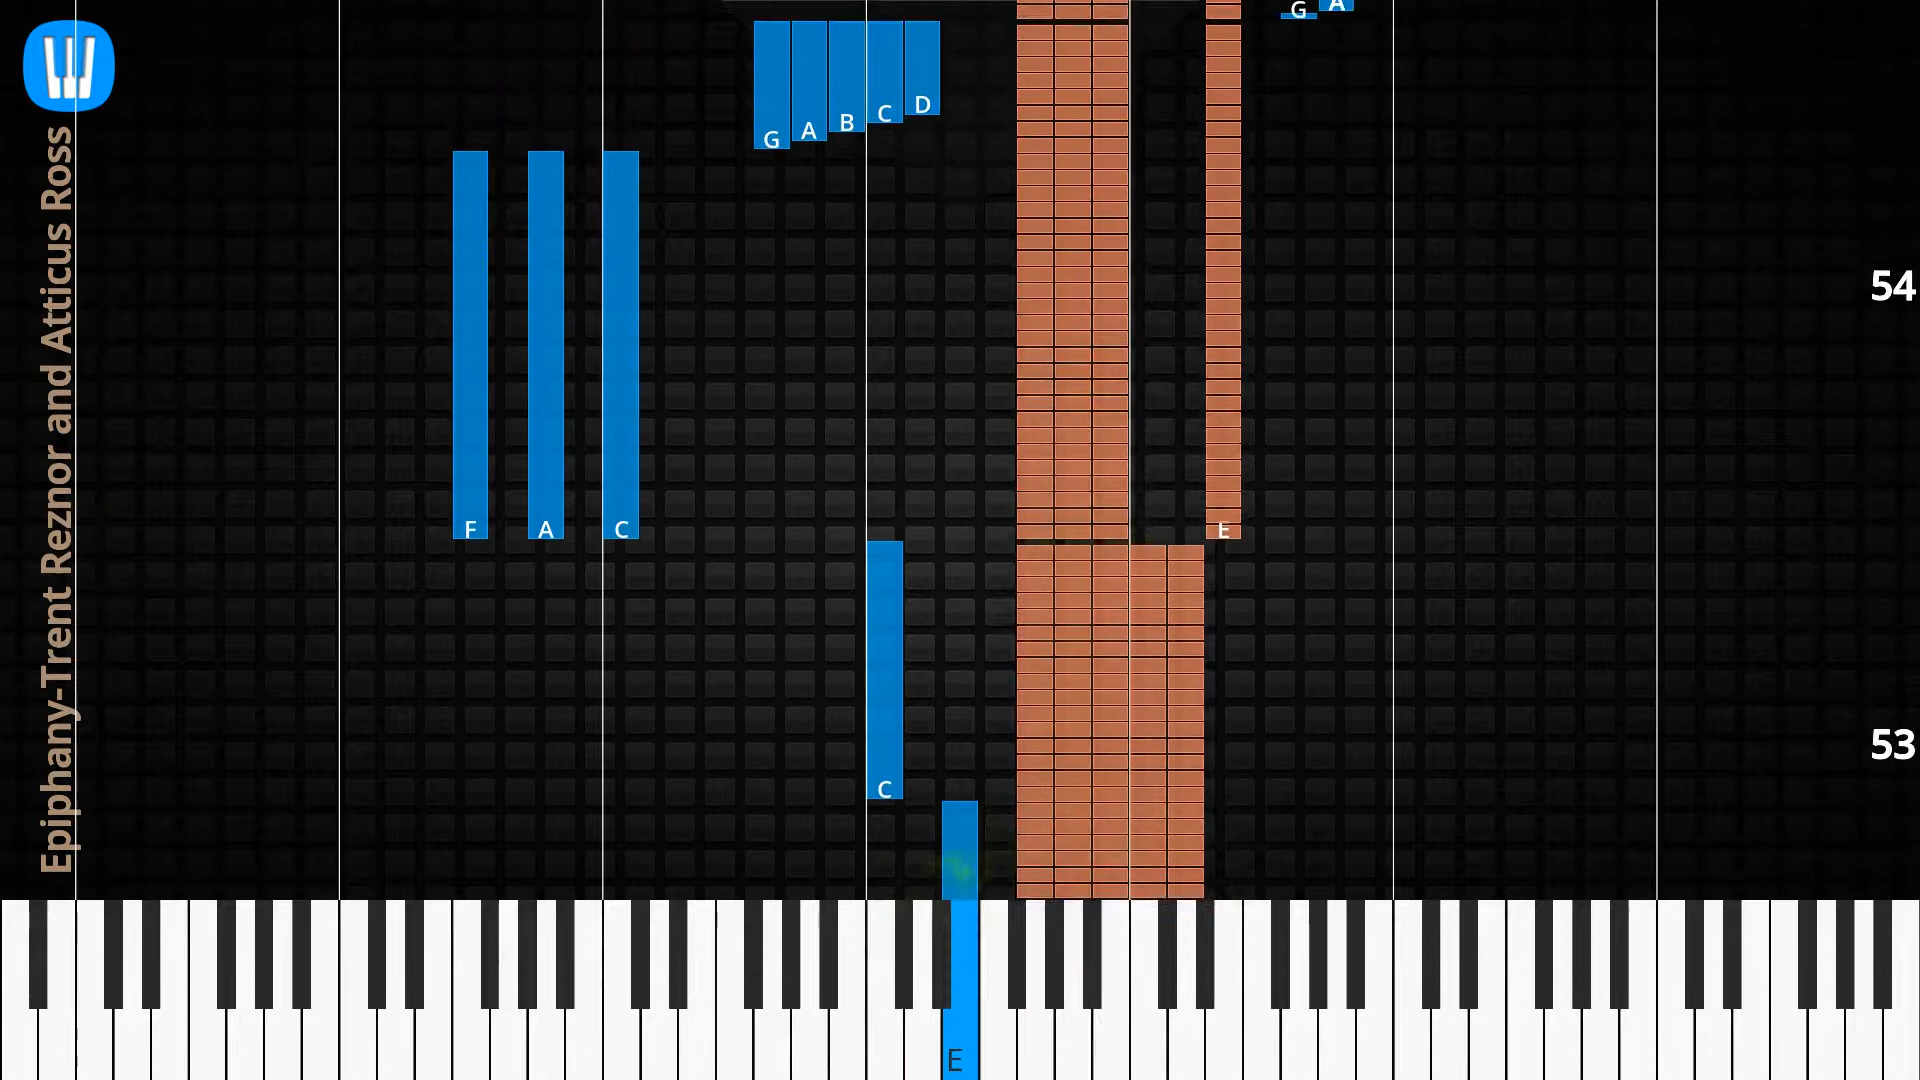 G A
G A B C D
Epiphany-Trent Reznor and Atticus Ross
54
F A C E
53
C
E